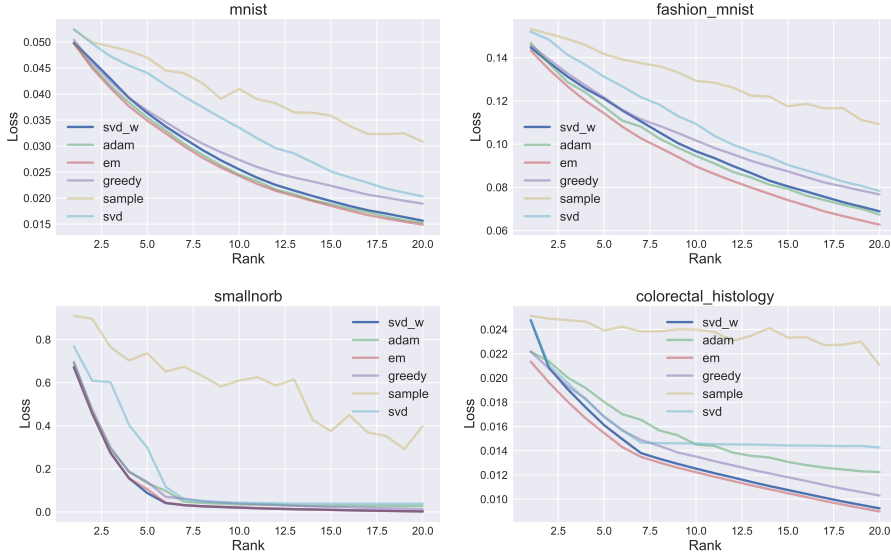 mnist
0.050
0.045
0.040
0.035
0.030
0.025
0.020
0.015
Loss
svd_w
adam
em
greedy
sample
svd
2.5 5.0 7.5 10.0 12.5 15.0 17.5 20.0
Rank
fashion_mnist
0.14
0.12
0.10
0.08
0.06
Loss
svd_w
adam
em
greedy
sample
svd
2.5 5.0 7.5 10.0 12.5 15.0 17.5 20.0
Rank
smallnorb
0.8
0.6
0.4
0.2
0.0
Loss
svd_w
adam
em
greedy
sample
svd
2.5 5.0 7.5 10.0 12.5 15.0 17.5 20.0
Rank
colorectal_histology
0.024
0.022
0.020
0.018
0.016
0.014
0.012
0.010
Loss
svd_w
adam
em
greedy
sample
svd
2.5 5.0 7.5 10.0 12.5 15.0 17.5 20.0
Rank